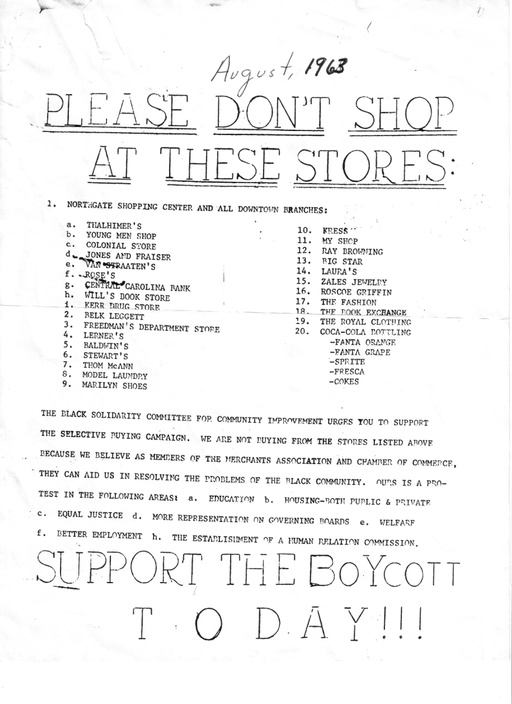 August, 1963
PLEASE DON'T SHOP
AT THESE STORES:
1. NORTHGATE SHOPPING CENTER AND ALL DOWNTOWN BRANCHES:
a. THALHIMER'S
b. YOUNG MEN SHOP
c. COLONIAL STORE
d. JONES AND FRAISER
e. VAN STRAATEN'S
f. ROSE'S
g. CENTRAL CAROLINA BANK
h. WILL'S BOOK STORE
i. KERR DRUG STORE
2. BELK LEGGETT
3. FREEDMAN'S DEPARTMENT STORE
4. LERNER'S
5. BALDWIN'S
6. STEWART'S
7. THOM McANN
8. MODEL LAUNDRY
9. MARILYN SHOES
10. KRESS
11. MY SHOP
12. RAY BROWNING
13. BIG STAR
14. LAURA'S
15. ZALES JEWELRY
16. ROSCOE GRIFFIN
17. THE FASHION
18. THE BOOK EXCHANGE
19. THE ROYAL CLOTHING
20. COCA-COLA BOTTLING
-FANTA ORANGE
-FANTA GRAPE
-SPRITE
-FRESCA
-COKES
THE BLACK SOLIDARITY COMMITTEE FOR COMMUNITY IMPROVEMENT URGES YOU TO SUPPORT
THE SELECTIVE BUYING CAMPAIGN. WE ARE NOT BUYING FROM THE STORES LISTED ABOVE
BECAUSE WE BELIEVE AS MEMBERS OF THE MERCHANTS ASSOCIATION AND CHAMBER OF COMMERCE,
THEY CAN AID US IN RESOLVING THE PROBLEMS OF THE BLACK COMMUNITY. OURS IS A PRO-
TEST IN THE FOLLOWING AREAS: a. EDUCATION b. HOUSING-BOTH PUBLIC & PRIVATE
c. EQUAL JUSTICE d. MORE REPRESENTATION ON GOVERNING BOARDS e. WELFARE
f. BETTER EMPLOYMENT h. THE ESTABLISHMENT OF A HUMAN RELATION COMMISSION.
SUPPORT THE BOYCOTT
TODAY!!!